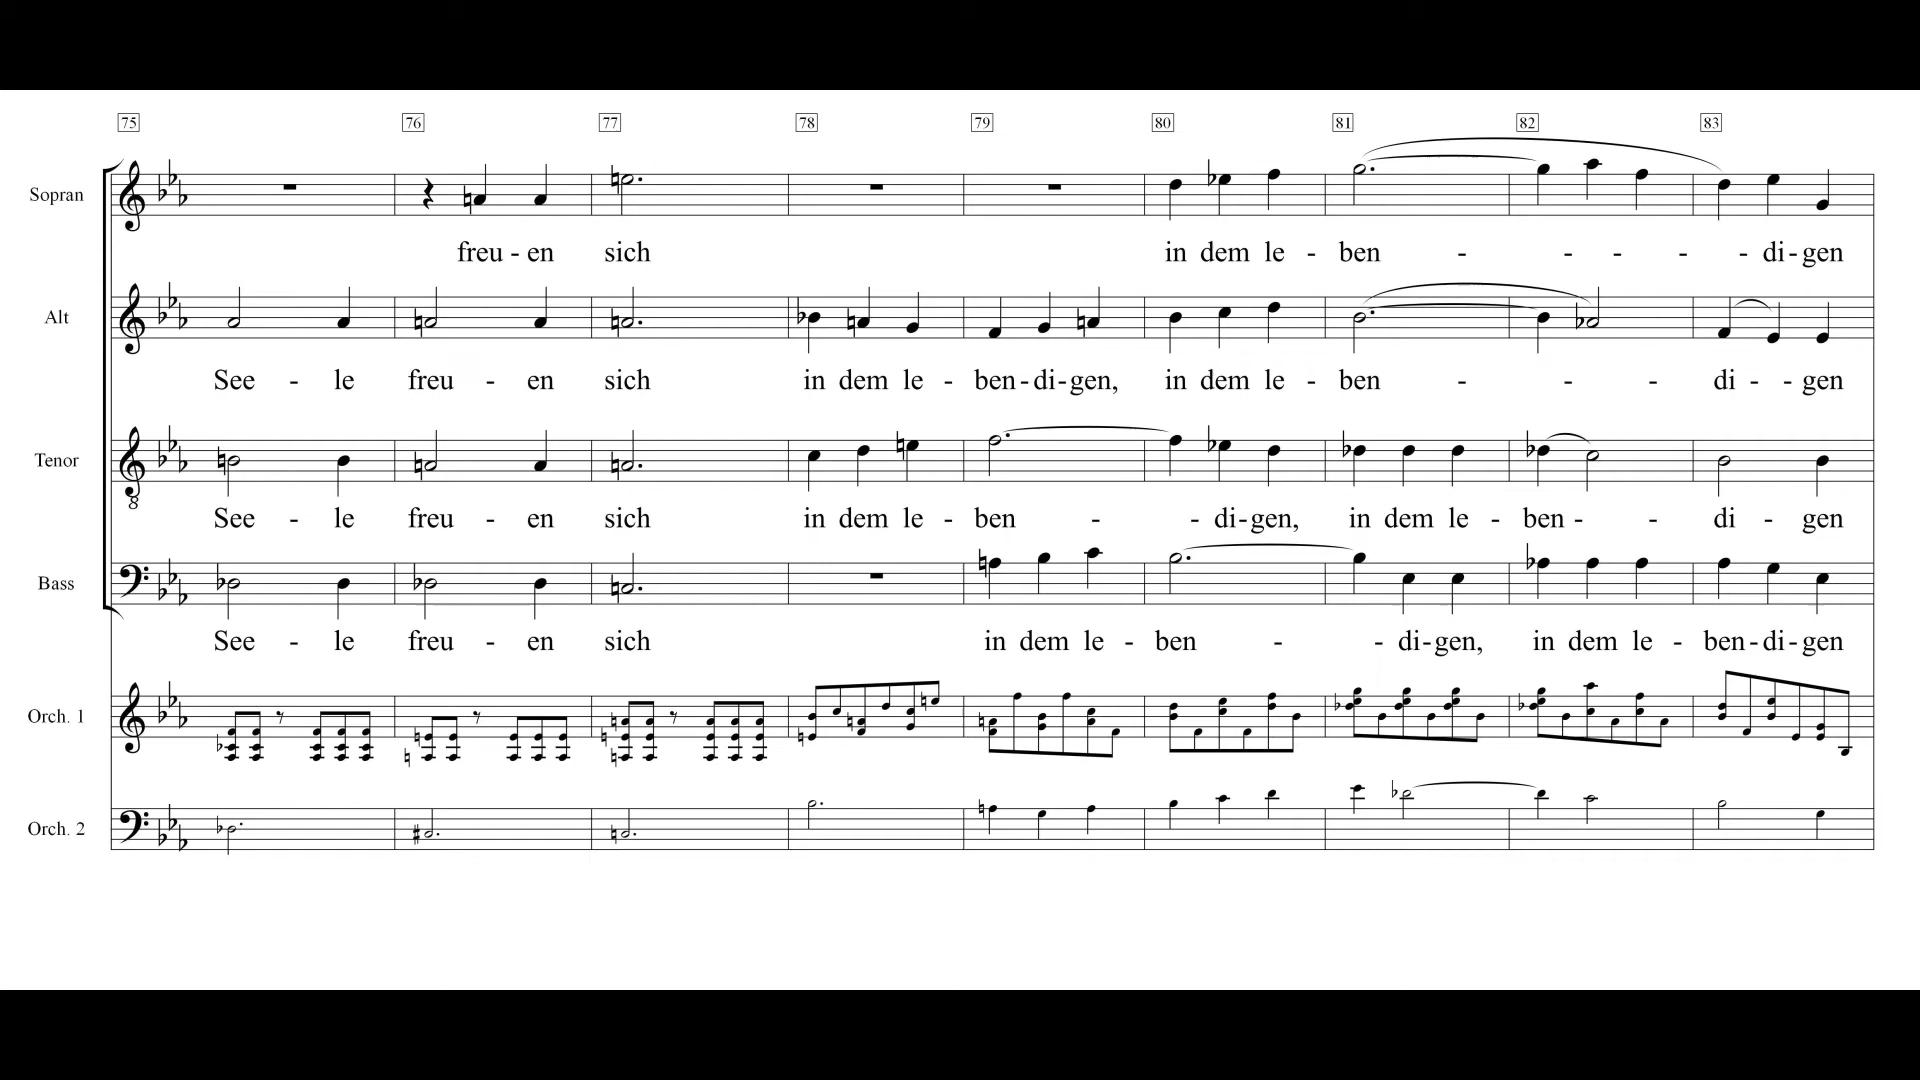 75 76 77 78 79 80 81 82 83
Sopran
freu - en sich in dem le - ben - - - - - di - gen
Alt
See - le freu - en sich in dem le - ben - di - gen, in dem le - ben - - - di - - gen
Tenor
8
See - le freu - en sich in dem le - ben - - di - gen, in dem le - ben - - di - gen
Bass
See - le freu - en sich in dem le - ben - - di - gen, in dem le - ben - di - gen
Orch. 1
Orch. 2